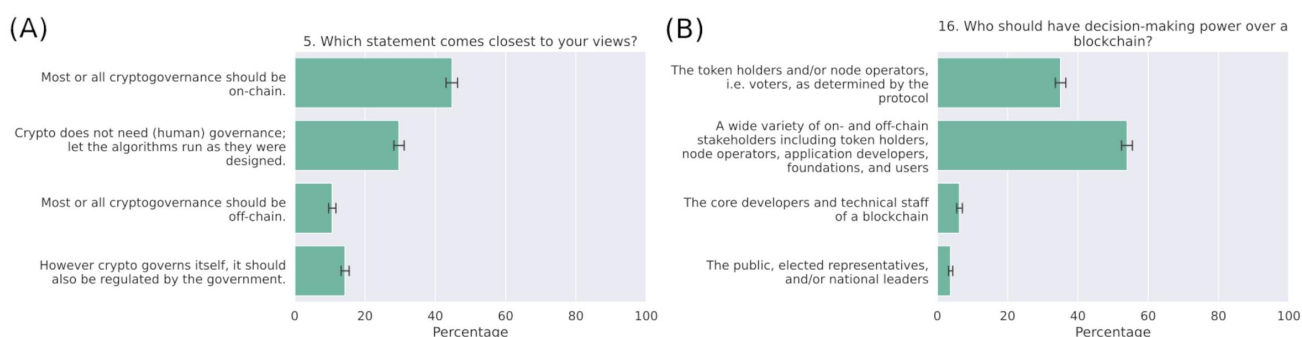 (A)
5. Which statement comes closest to your views?
Most or all cryptogovernance should be
on-chain.
Crypto does not need (human) governance;
let the algorithms run as they were
designed.
Most or all cryptogovernance should be
off-chain.
However crypto governs itself, it should
also be regulated by the government.
0 20 40 60 80 100
Percentage
(B)
16. Who should have decision-making power over a
blockchain?
The token holders and/or node operators,
i.e. voters, as determined by the
protocol
A wide variety of on- and off-chain
stakeholders including token holders,
node operators, application developers,
foundations, and users
The core developers and technical staff
of a blockchain
The public, elected representatives,
and/or national leaders
0 20 40 60 80 100
Percentage